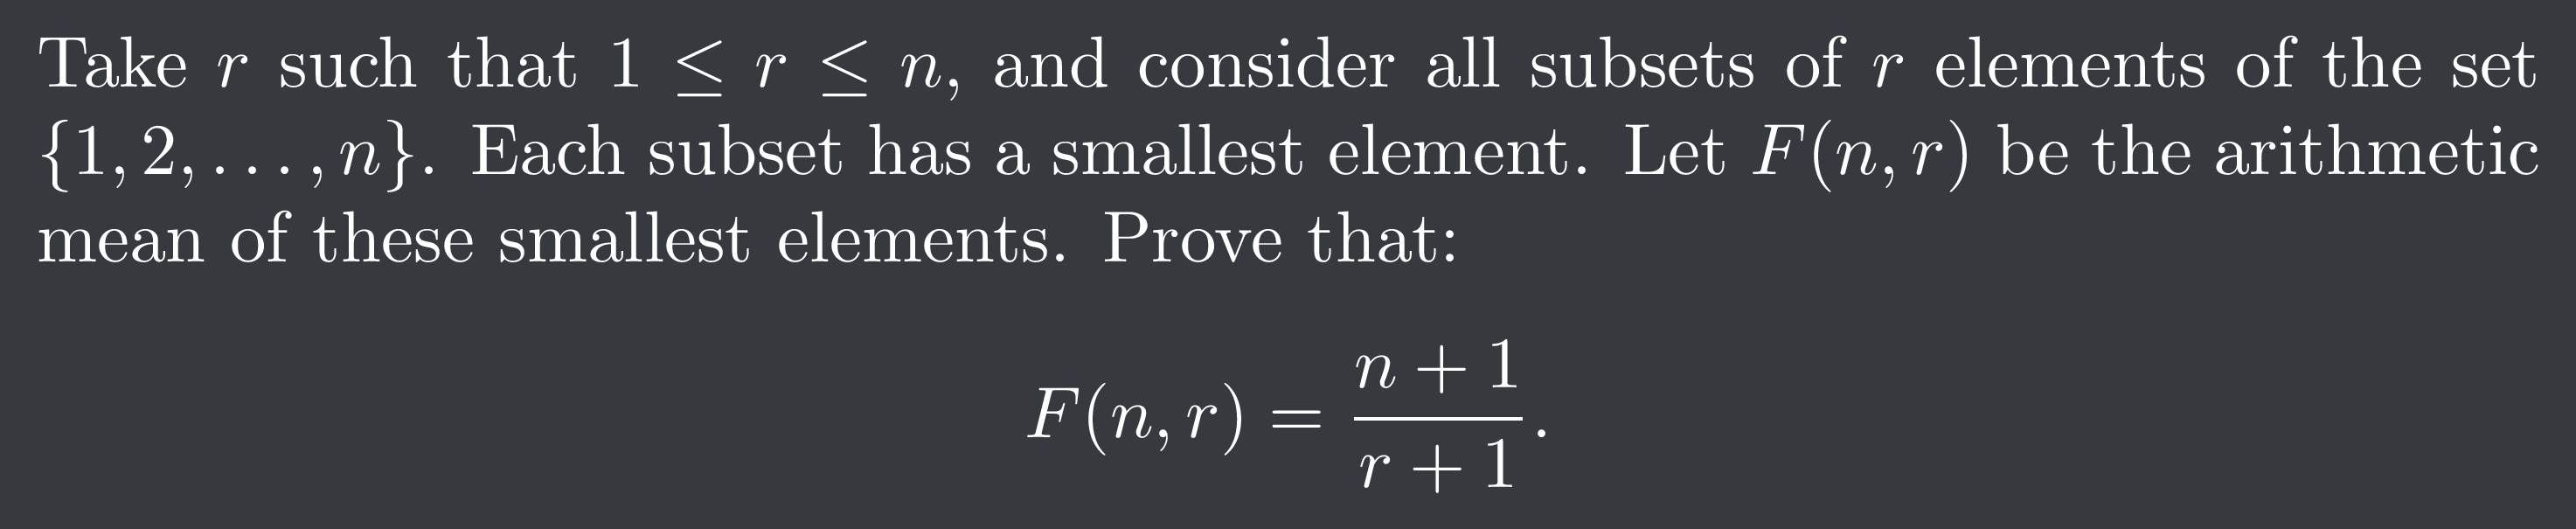 Take r such that 1 ≤ r ≤ n, and consider all subsets of r elements of the set
{1, 2, . . . , n}. Each subset has a smallest element. Let F(n, r) be the arithmetic
mean of these smallest elements. Prove that:
F(n, r) = \frac{n + 1}{r + 1}.